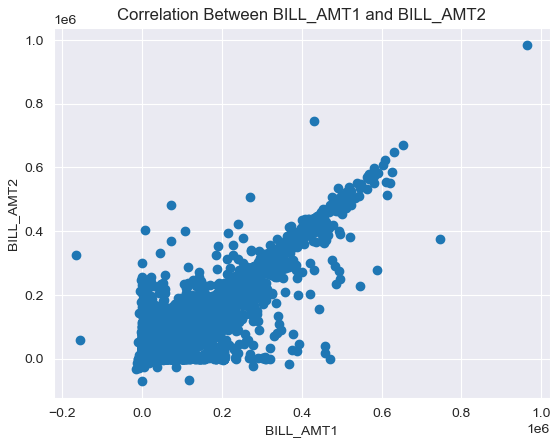 Correlation Between BILL_AMT1 and BILL_AMT2
1e6
1.0
0.8
0.6
0.4
0.2
0.0
BILL_AMT2
−0.2 0.0 0.2 0.4 0.6 0.8 1.0
1e6
BILL_AMT1